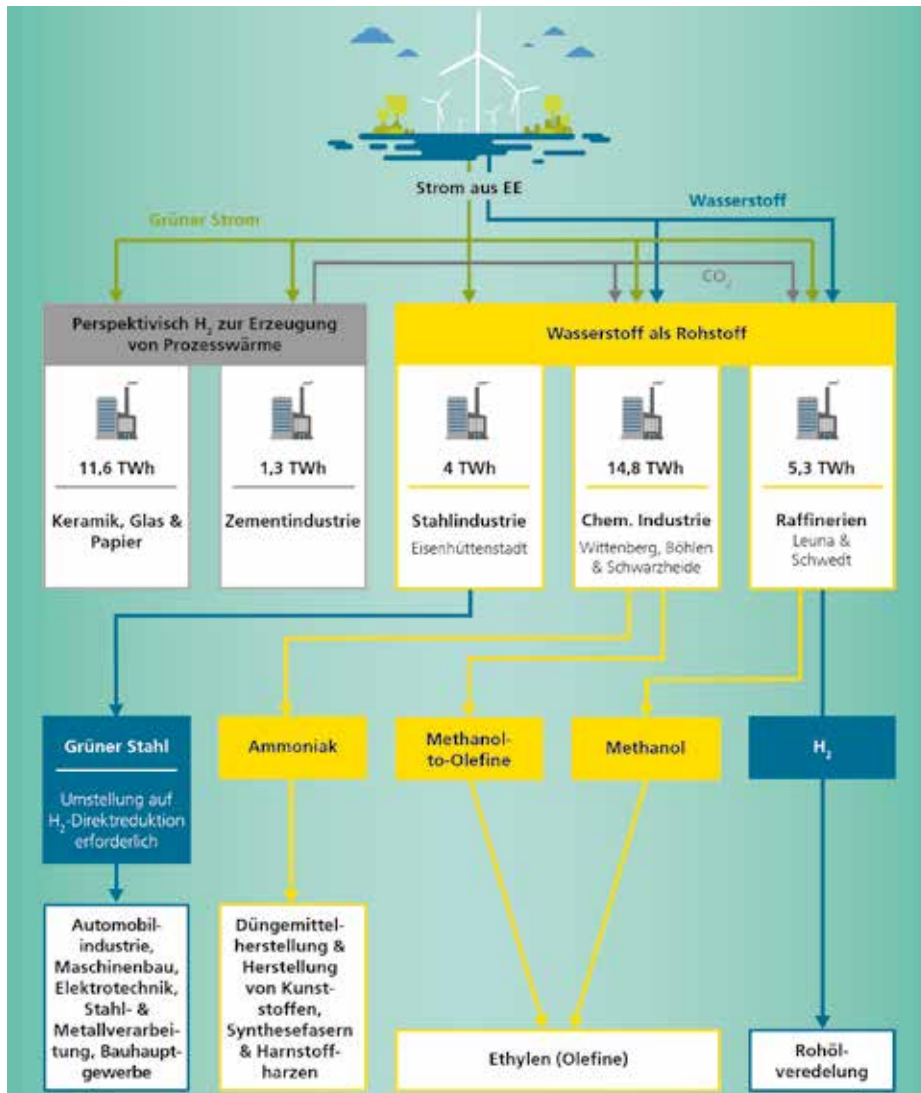 Strom aus EE
Wasserstoff
Grüner Strom
CO₂
Perspektivisch H₂ zur Erzeugung
von Prozesswärme
Wasserstoff als Rohstoff
11,6 TWh
Keramik, Glas &
Papier
1,3 TWh
Zementindustrie
4 TWh
Stahlindustrie
Eisenhüttenstadt
14,8 TWh
Chem. Industrie
Wittenberg, Böhlen
& Schwarzheide
5,3 TWh
Raffinerien
Leuna &
Schwedt
Grüner Stahl
Umstellung auf
H₂-Direktreduktion
erforderlich
Ammoniak
Methanol-
to-Olefine
Methanol
H₂
Automobil-
industrie,
Maschinenbau,
Elektrotechnik,
Stahl- &
Metallverarbei-
tung, Bauhaupt-
gewerbe
Düngemittel-
herstellung &
Herstellung
von Kunst-
stoffen,
Synthesefasern
& Harnstoff-
harzen
Ethylen (Olefine)
Rohöl-
veredelung